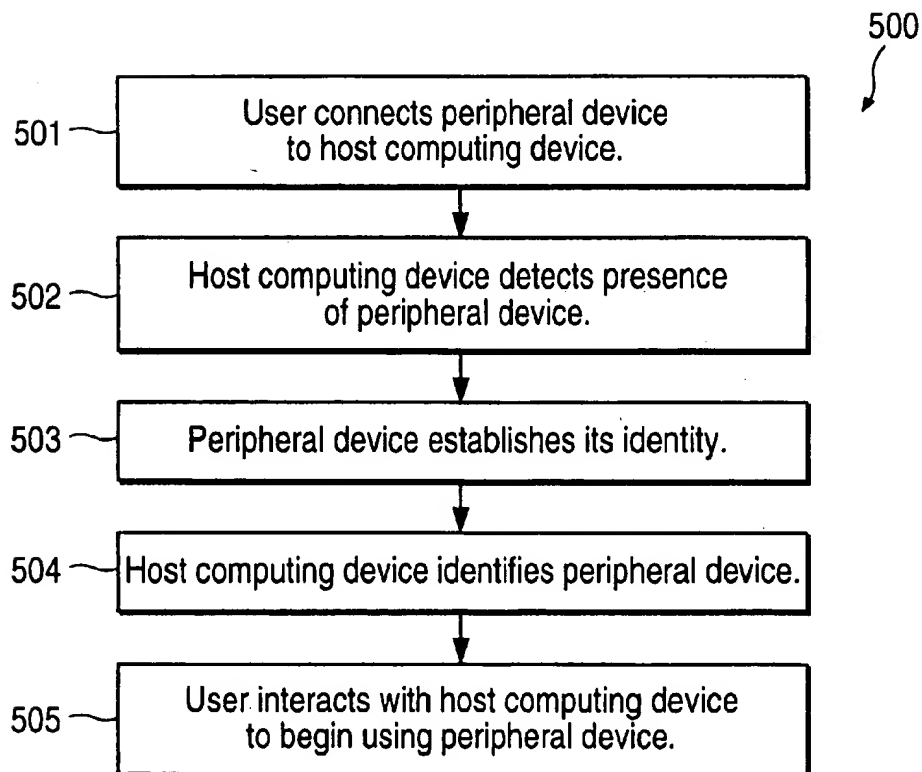 500
501
User connects peripheral device
to host computing device.
502
Host computing device detects presence
of peripheral device.
503
Peripheral device establishes its identity.
504
Host computing device identifies peripheral device.
505
User interacts with host computing device
to begin using peripheral device.